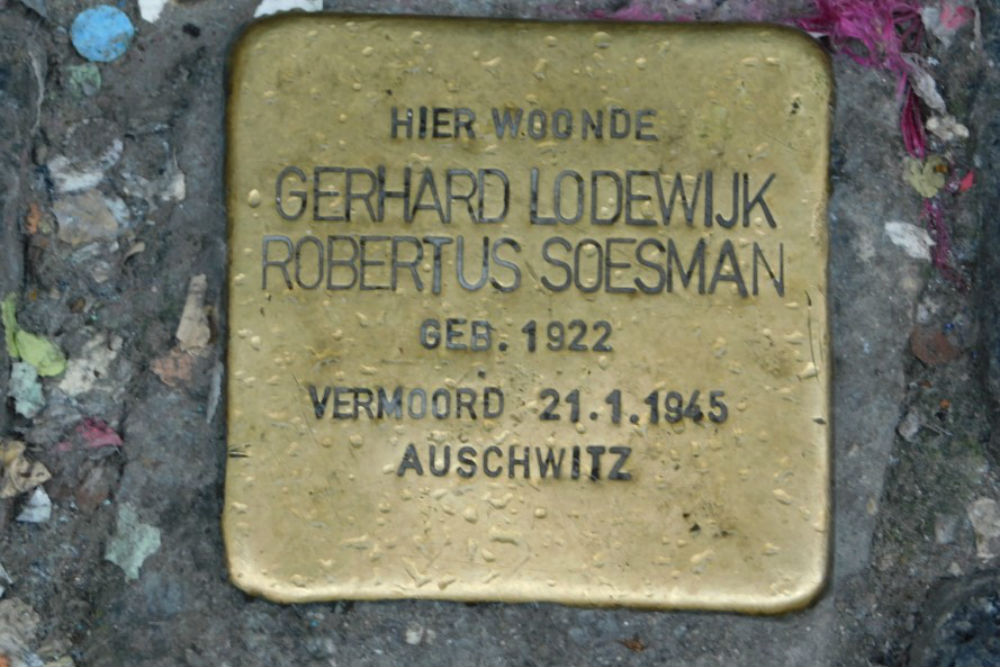 HIER WOONDE
GERHARD LODEWIJK
ROBERTUS SOESMAN
GEB. 1922
VERMOORD 21.1.1945
AUSCHWITZ